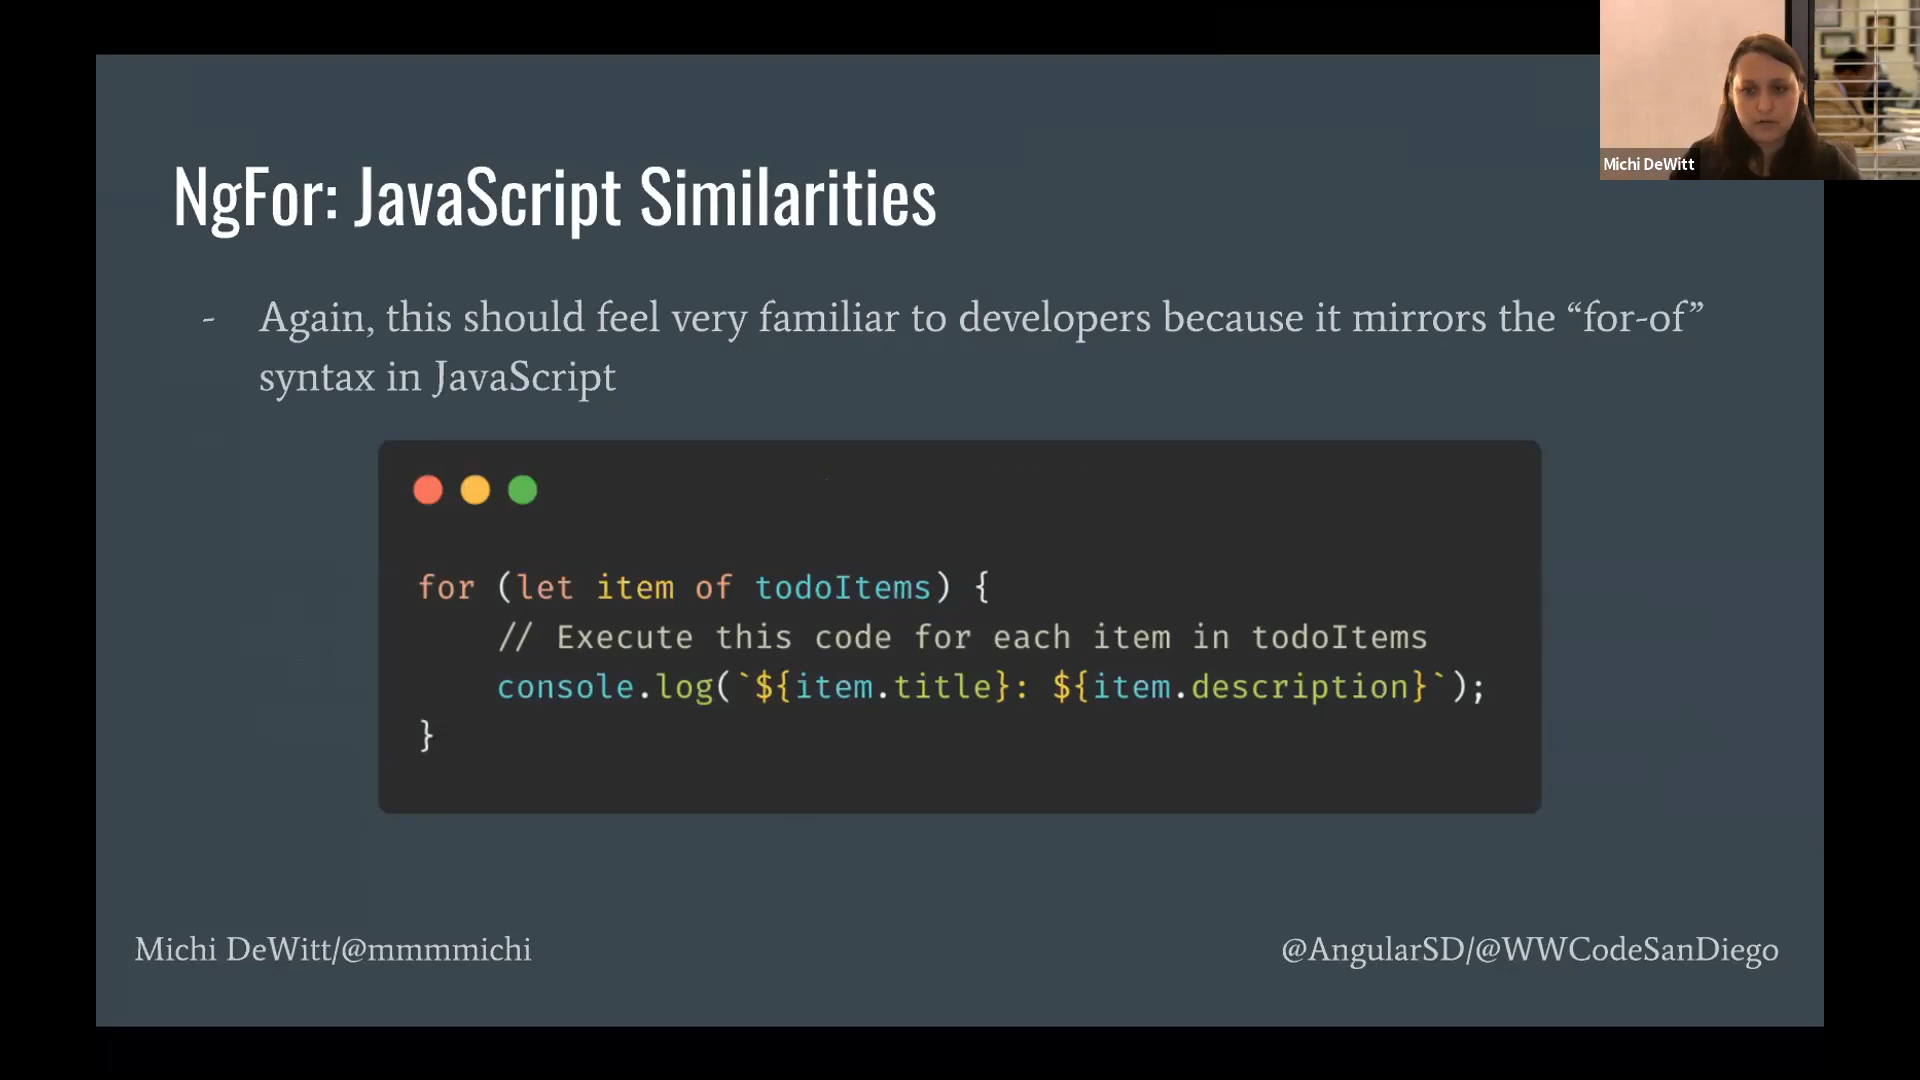 Michi DeWitt
NgFor: JavaScript Similarities
- Again, this should feel very familiar to developers because it mirrors the “for-of”
syntax in JavaScript
for (let item of todoItems) {
    // Execute this code for each item in todoItems
    console.log(`${item.title}: ${item.description}`);
}
Michi DeWitt/@mmmmichi
@AngularSD/@WWCodeSanDiego